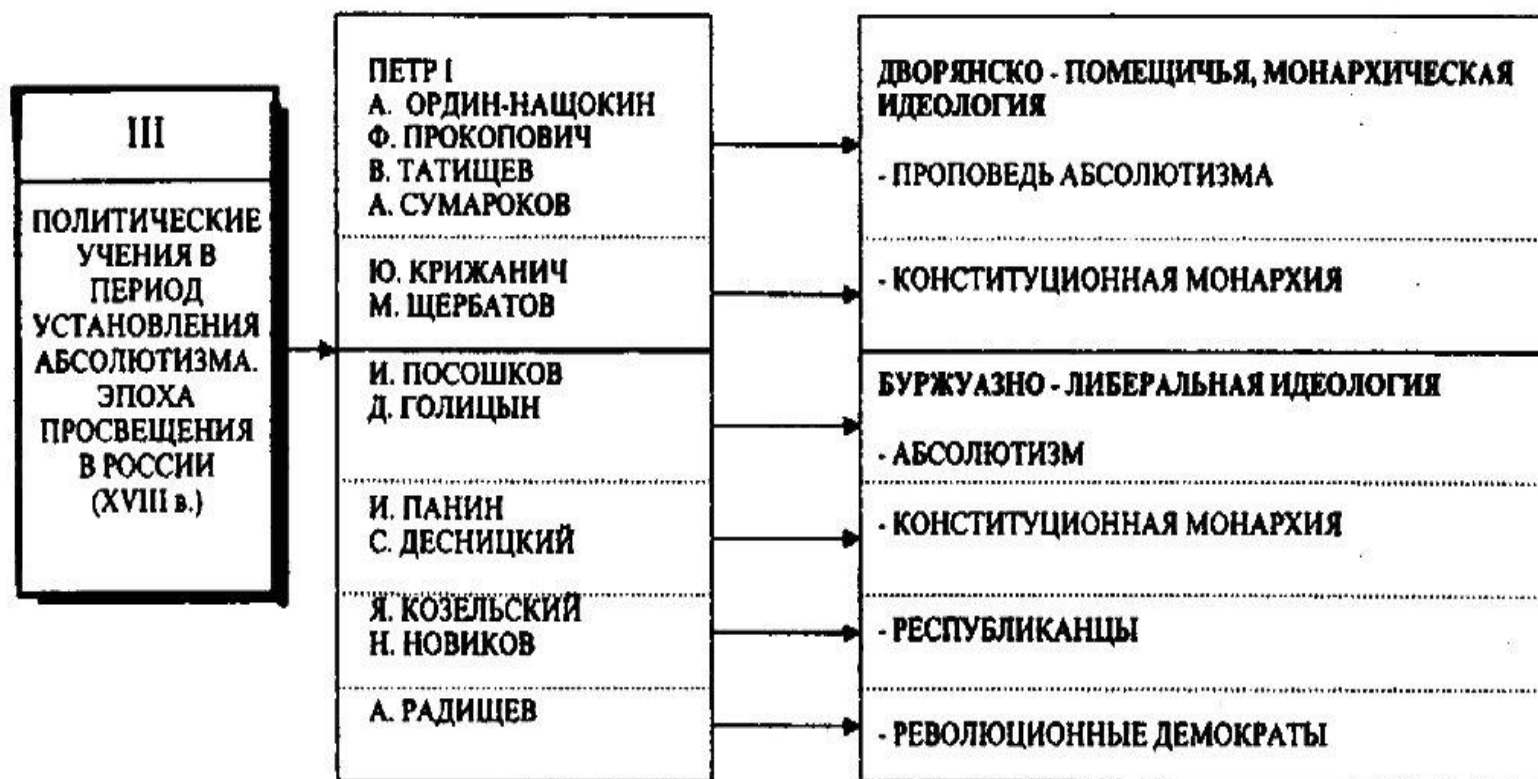 III
ПОЛИТИЧЕСКИЕ
УЧЕНИЯ В
ПЕРИОД
УСТАНОВЛЕНИЯ
АБСОЛЮТИЗМА.
ЭПОХА
ПРОСВЕЩЕНИЯ
В РОССИИ
(XVIII в.)
ПЕТР I
А. ОРДИН-НАЩОКИН
Ф. ПРОКОПОВИЧ
В. ТАТИЩЕВ
А. СУМАРОКОВ
ДВОРЯНСКО - ПОМЕЩИЧЬЯ, МОНАРХИЧЕСКАЯ
ИДЕОЛОГИЯ
- ПРОПОВЕДЬ АБСОЛЮТИЗМА
Ю. КРИЖАНИЧ
М. ЩЕРБАТОВ
- КОНСТИТУЦИОННАЯ МОНАРХИЯ
И. ПОСОШКОВ
Д. ГОЛИЦЫН
БУРЖУАЗНО - ЛИБЕРАЛЬНАЯ ИДЕОЛОГИЯ
- АБСОЛЮТИЗМ
И. ПАНИН
С. ДЕСНИЦКИЙ
- КОНСТИТУЦИОННАЯ МОНАРХИЯ
Я. КОЗЕЛЬСКИЙ
Н. НОВИКОВ
- РЕСПУБЛИКАНЦЫ
А. РАДИЩЕВ
- РЕВОЛЮЦИОННЫЕ ДЕМОКРАТЫ